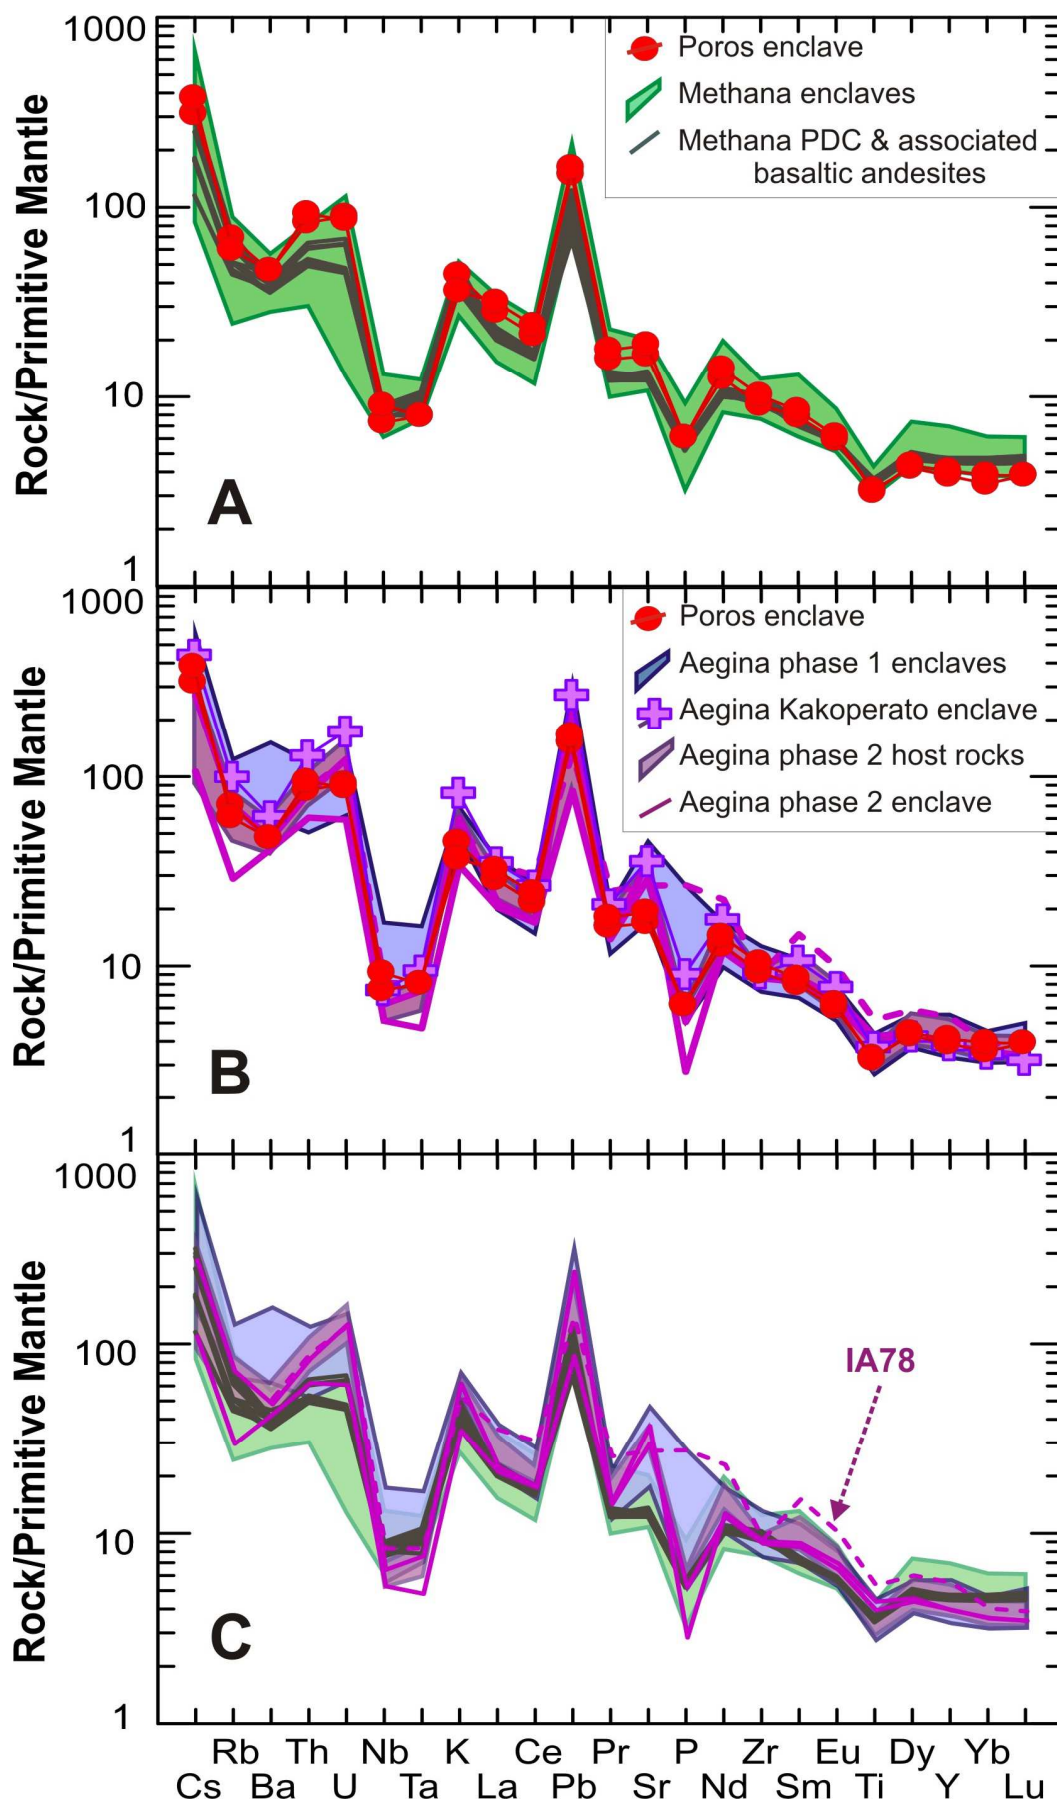 1000
100
10
1
Rock/Primitive Mantle
Poros enclave
Methana enclaves
Methana PDC & associated
basaltic andesites
A
1000
100
10
1
Rock/Primitive Mantle
Poros enclave
Aegina phase 1 enclaves
Aegina Kakoperato enclave
Aegina phase 2 host rocks
Aegina phase 2 enclave
B
1000
100
10
1
Rock/Primitive Mantle
IA78
C
Rb Th Nb K Ce Pr P Zr Eu Dy Yb
Cs Ba U Ta La Pb Sr Nd Sm Ti Y Lu